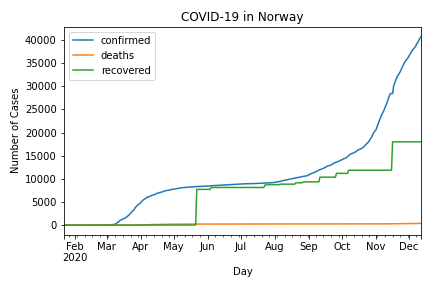 COVID-19 in Norway
confirmed
deaths
recovered
Number of Cases
40000
35000
30000
25000
20000
15000
10000
5000
0
Feb Mar Apr May Jun Jul Aug Sep Oct Nov Dec
2020
Day